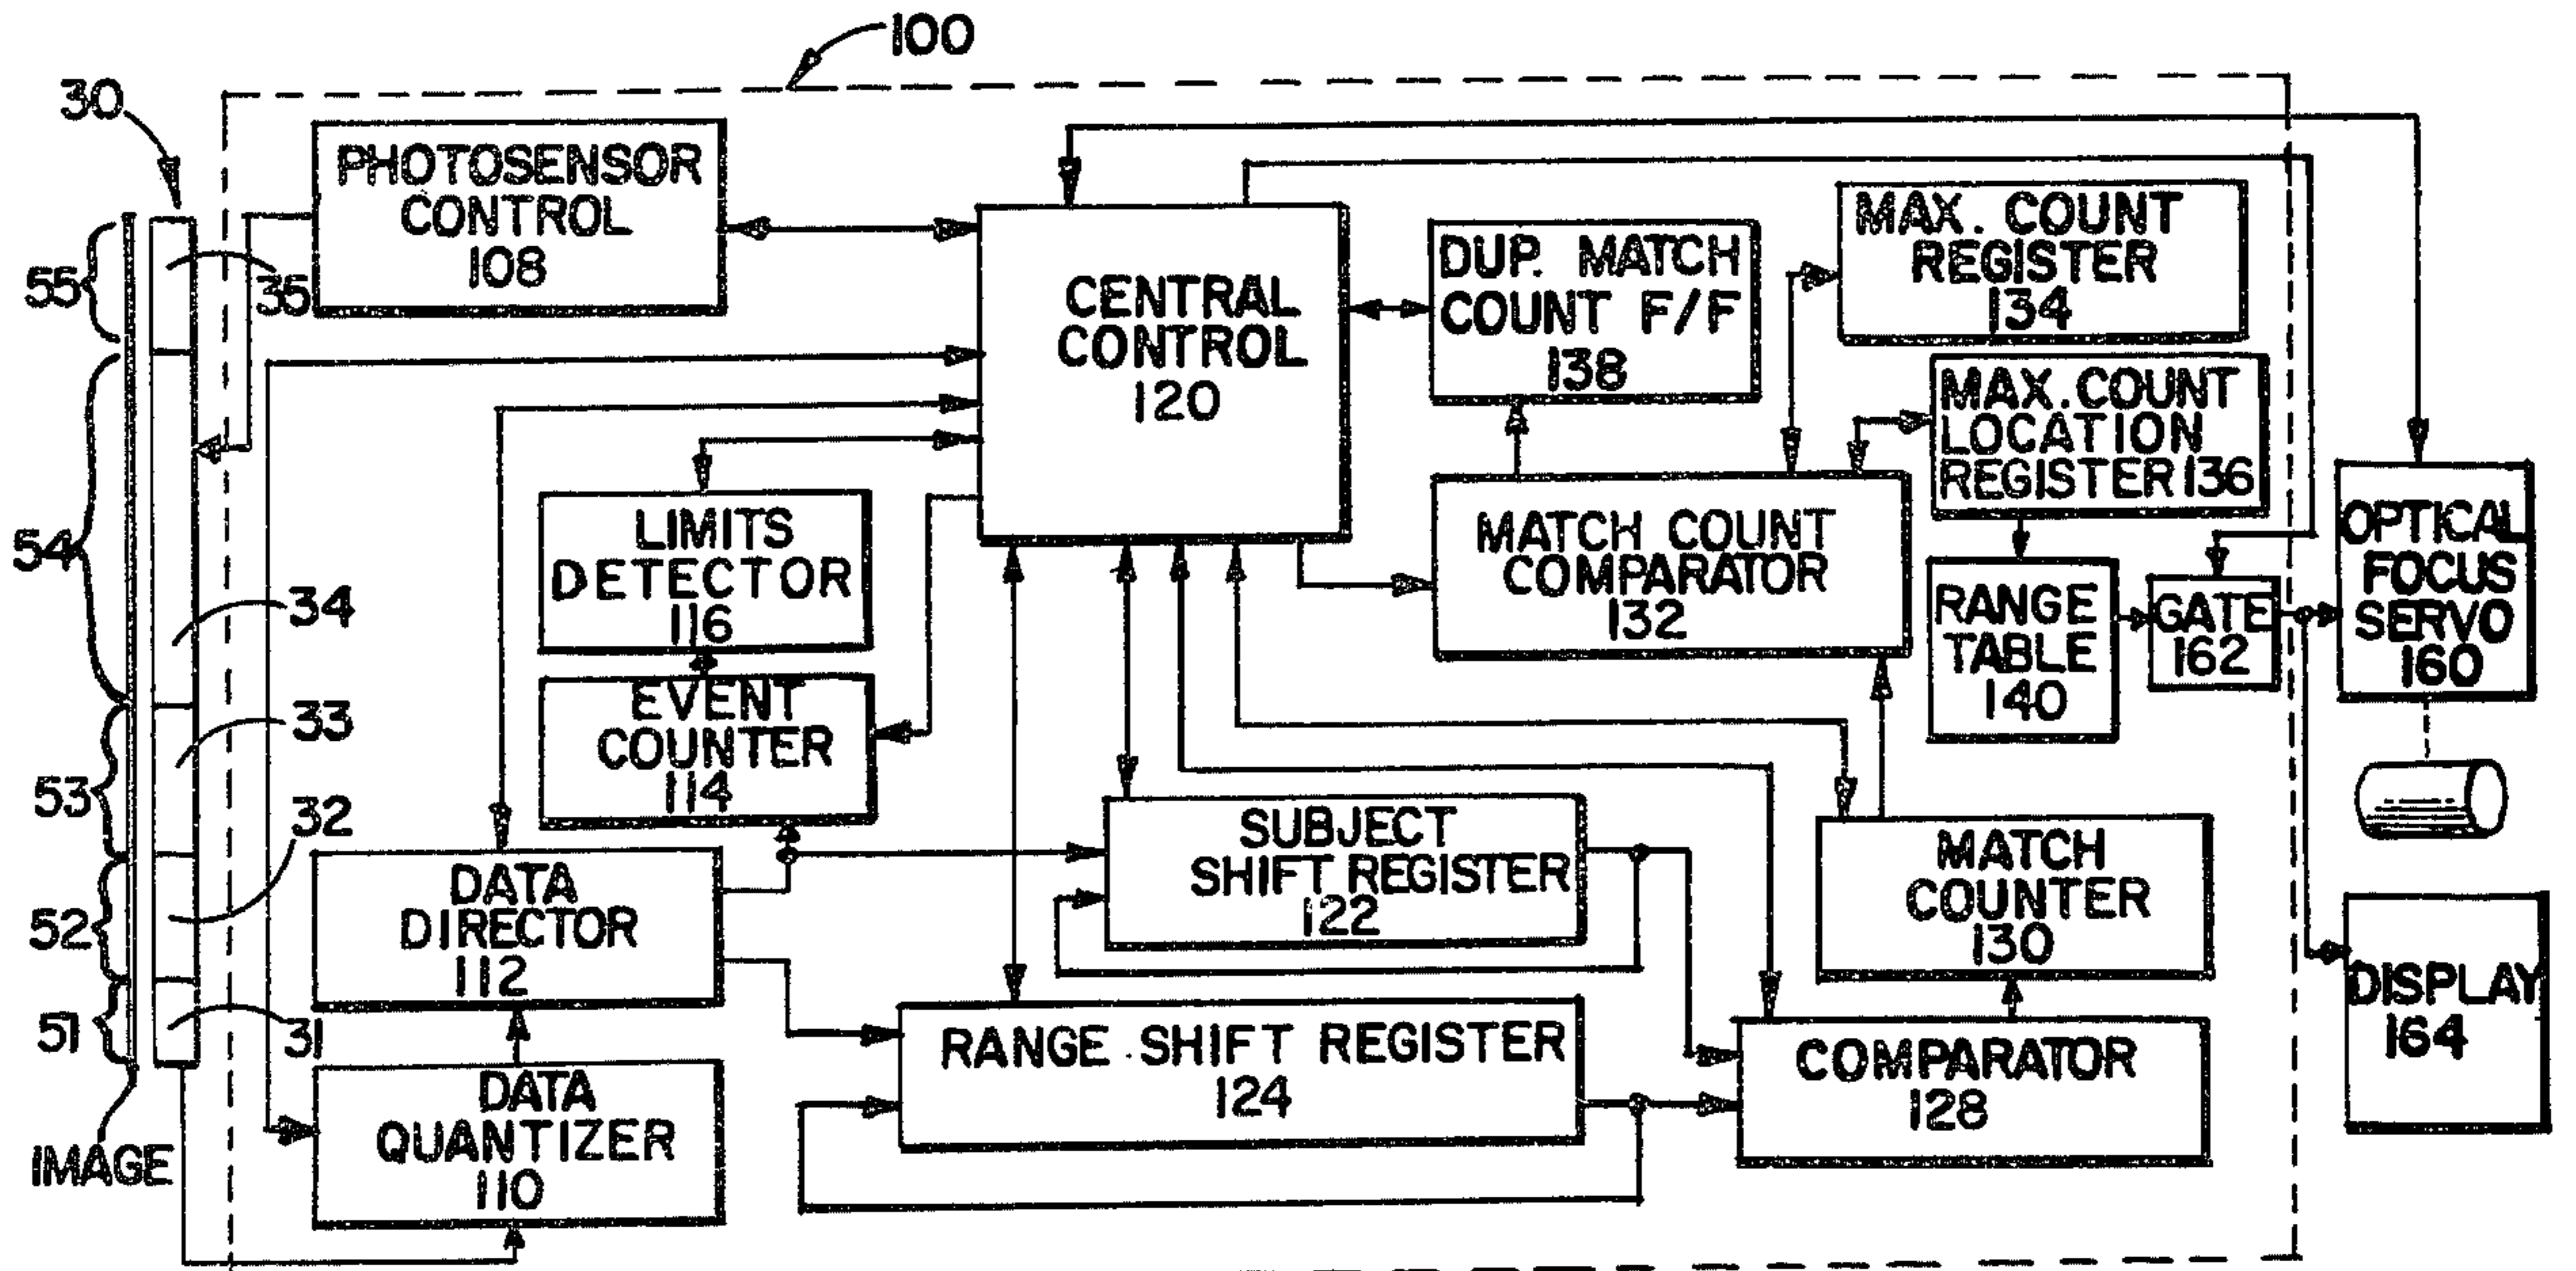 100
30
PHOTOSENSOR
CONTROL
108
55
35
54
34
33
53
32
52
51
31
IMAGE
CENTRAL
CONTROL
120
DUP. MATCH
COUNT F/F
138
MAX. COUNT
REGISTER
134
MAX. COUNT
LOCATION
REGISTER 136
LIMITS
DETECTOR
116
EVENT
COUNTER
114
MATCH COUNT
COMPARATOR
132
RANGE
TABLE
140
GATE
162
OPTICAL
FOCUS
SERVO
160
DATA
DIRECTOR
112
SUBJECT
SHIFT REGISTER
122
MATCH
COUNTER
130
DATA
QUANTIZER
110
RANGE SHIFT REGISTER
124
COMPARATOR
128
DISPLAY
164